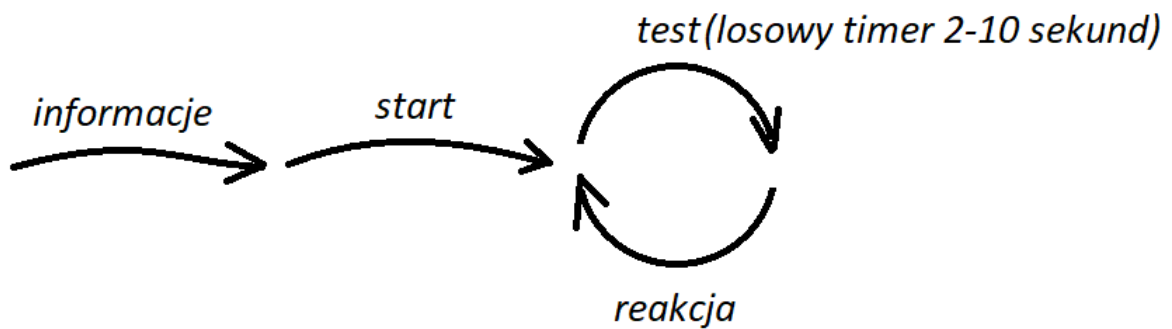 test(losowy timer 2-10 sekund)
informacje
start
reakcja